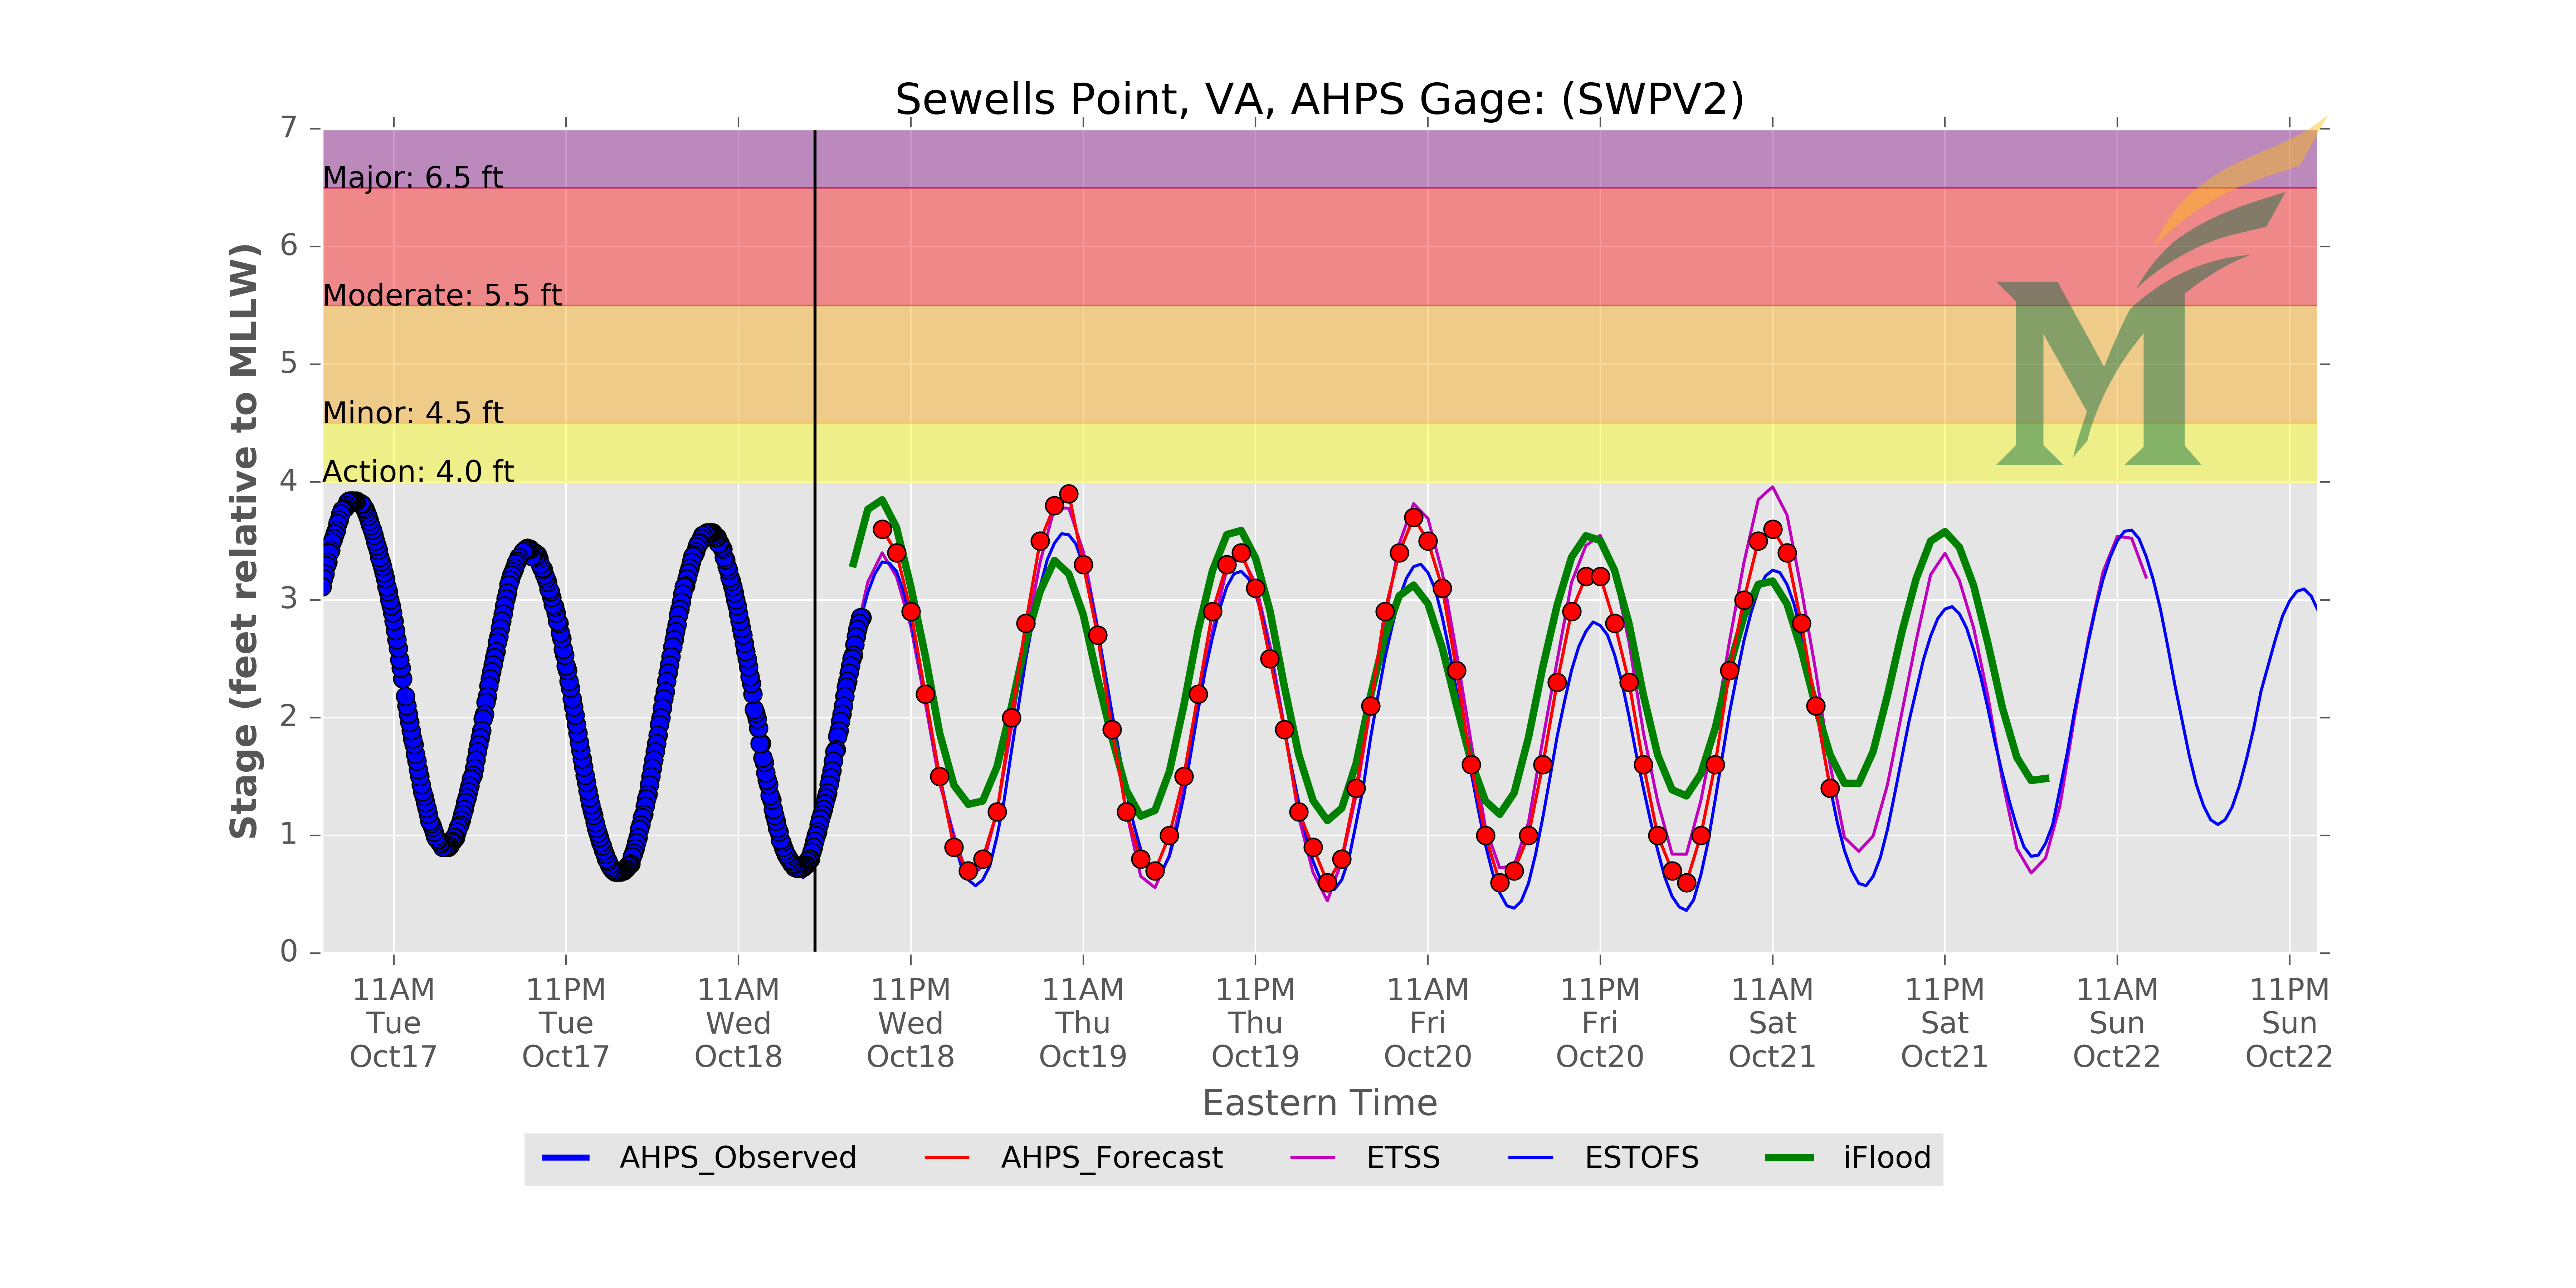 Sewells Point, VA, AHPS Gage: (SWPV2)
Stage (feet relative to MLLW)
7
6
5
4
3
2
1
0
Major: 6.5 ft
Moderate: 5.5 ft
Minor: 4.5 ft
Action: 4.0 ft
M
11AM 11PM 11AM 11PM 11AM 11PM 11AM 11PM 11AM 11PM 11AM 11PM
Tue Tue Wed Wed Thu Thu Fri Fri Sat Sat Sun Sun
Oct17 Oct17 Oct18 Oct18 Oct19 Oct19 Oct20 Oct20 Oct21 Oct21 Oct22 Oct22
Eastern Time
AHPS_Observed AHPS_Forecast ETSS ESTOFS iFlood